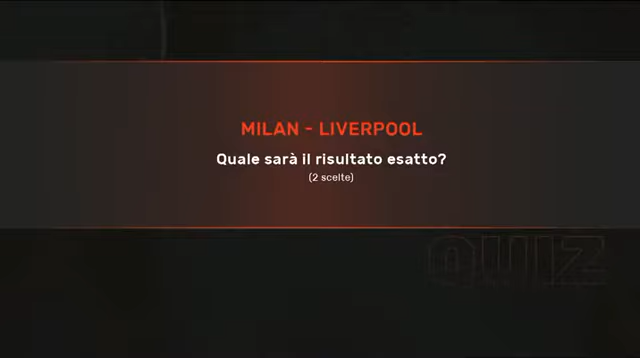 MILAN - LIVERPOOL
Quale sarà il risultato esatto?
(2 scelte)
QUIZ